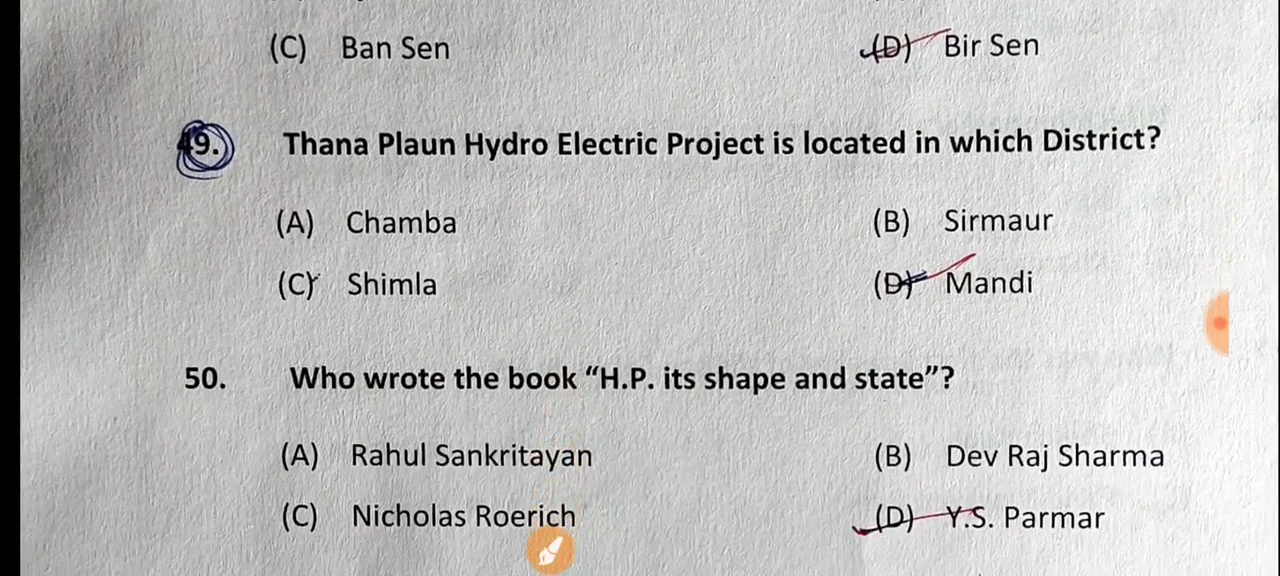 (C) Ban Sen (D) Bir Sen
49. Thana Plaun Hydro Electric Project is located in which District?
(A) Chamba (B) Sirmaur
(C) Shimla (D) Mandi
50. Who wrote the book “H.P. its shape and state”?
(A) Rahul Sankritayan (B) Dev Raj Sharma
(C) Nicholas Roerich (D) Y.S. Parmar